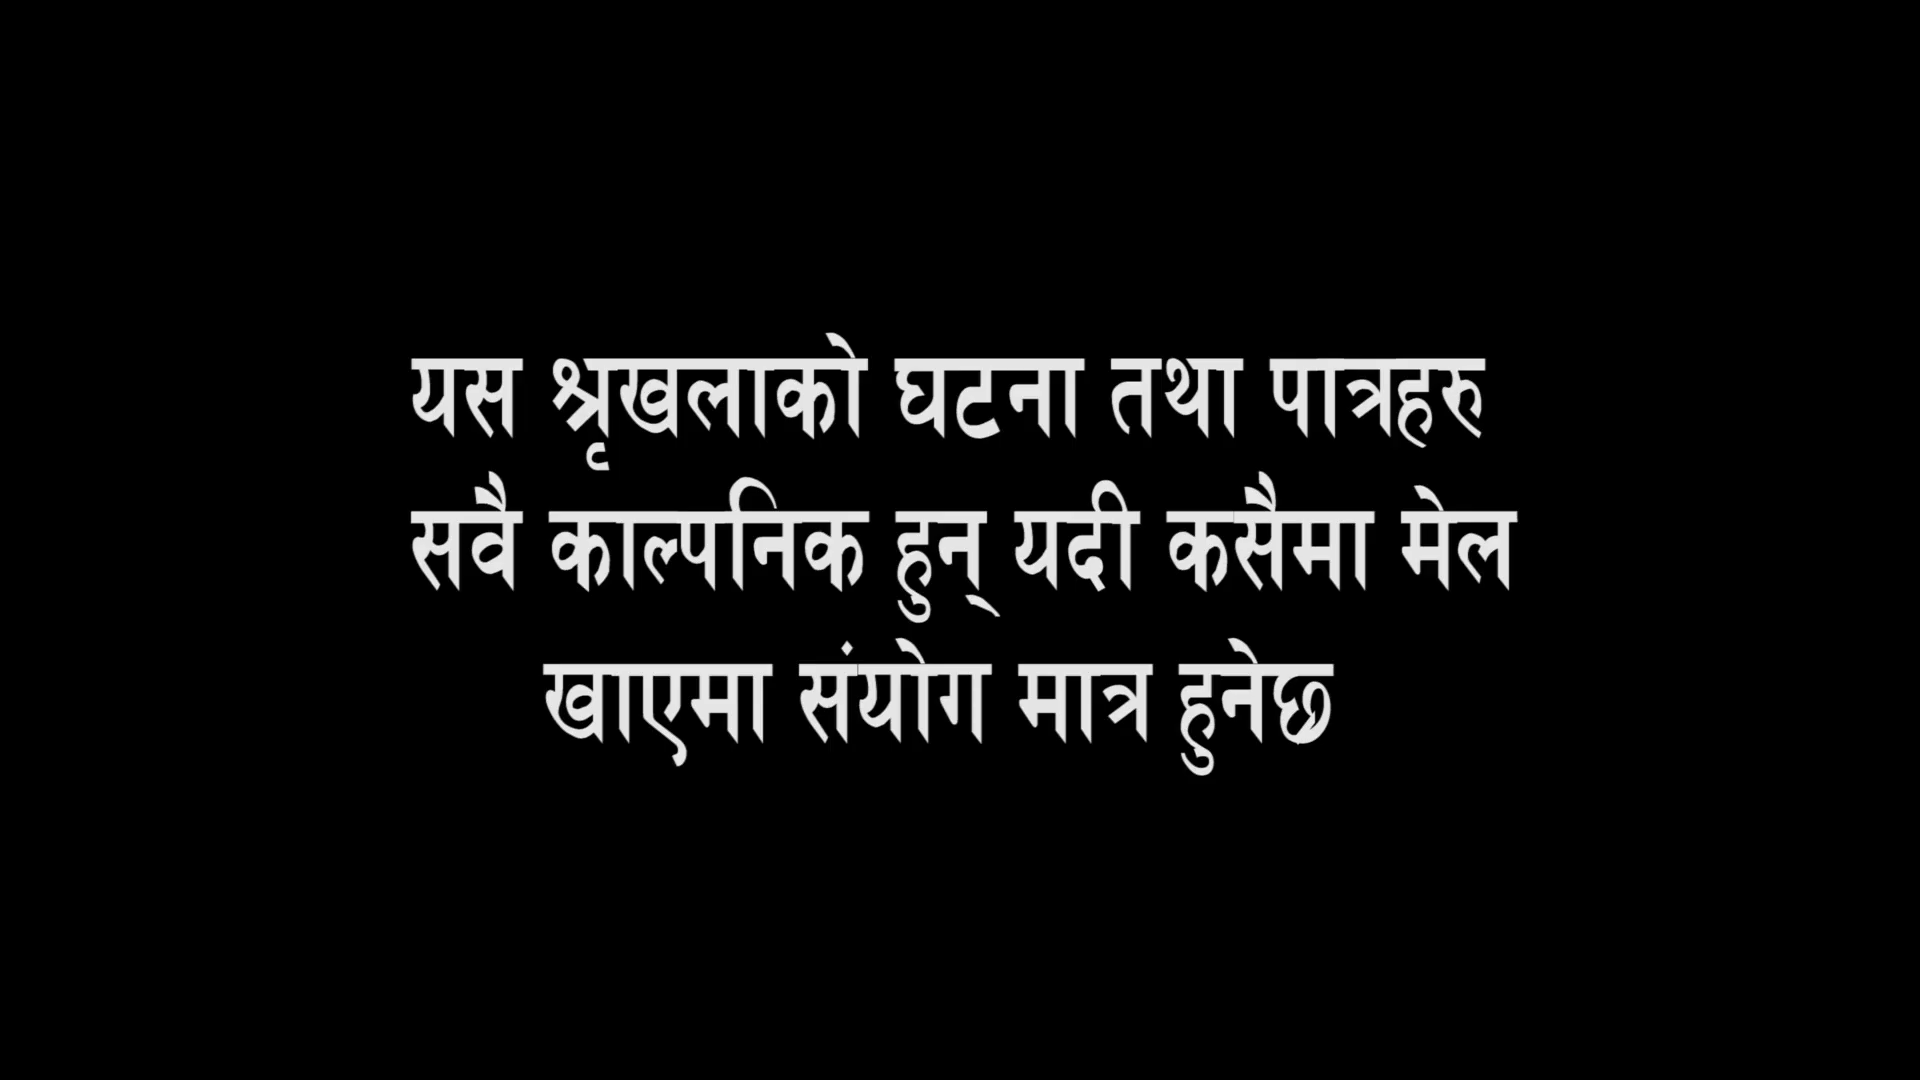 यस श्रृखलाको घटना तथा पात्रहरु
सवै काल्पनिक हुन् यदी कसैमा मेल
खाएमा संयोग मात्र हुनेछ